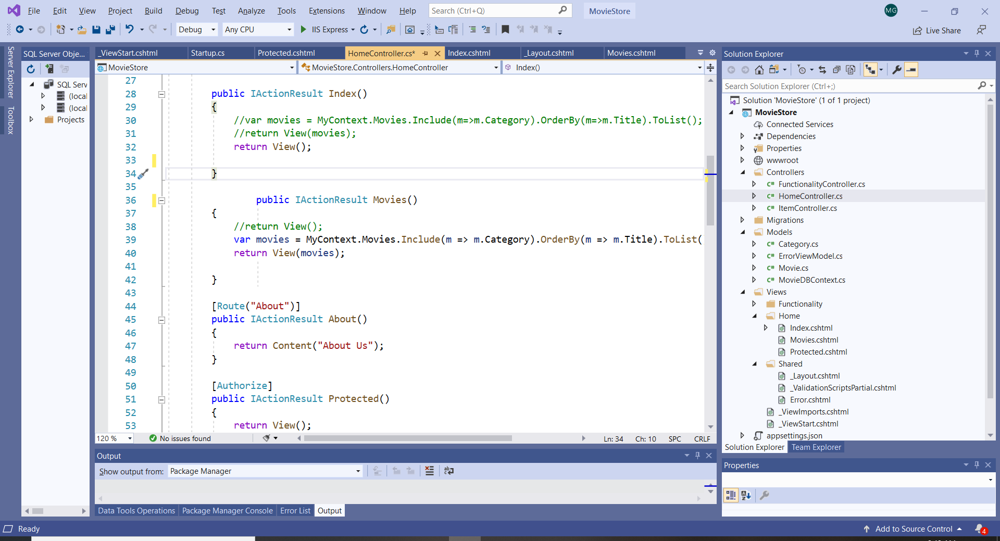 File Edit View Project Build Debug Test Analyze Tools Extensions Window Help Search (Ctrl+Q) MovieStore MG
Debug Any CPU IIS Express Live Share
Server Explorer
Toolbox
SQL Server Obje...
SQL Serv
(local
(local
Projects
_ViewStart.cshtml Startup.cs Protected.cshtml HomeController.cs* Index.cshtml _Layout.cshtml Movies.cshtml
MovieStore MovieStore.Controllers.HomeController Index()
27
28 public IActionResult Index()
29 {
30 //var movies = MyContext.Movies.Include(m=>m.Category).OrderBy(m=>m.Title).ToList();
31 //return View(movies);
32 return View();
33
34 }
35
36 public IActionResult Movies()
37 {
38 //return View();
39 var movies = MyContext.Movies.Include(m => m.Category).OrderBy(m => m.Title).ToList(
40 return View(movies);
41
42 }
43
44 [Route("About")]
45 public IActionResult About()
46 {
47 return Content("About Us");
48 }
49
50 [Authorize]
51 public IActionResult Protected()
52 {
53 return View();
120 % No issues found Ln: 34 Ch: 10 SPC CRLF
Output
Show output from: Package Manager
Data Tools Operations Package Manager Console Error List Output
Solution Explorer
Search Solution Explorer (Ctrl+;)
Solution 'MovieStore' (1 of 1 project)
MovieStore
Connected Services
Dependencies
Properties
wwwroot
Controllers
C# FunctionalityController.cs
C# HomeController.cs
C# ItemController.cs
Migrations
Models
C# Category.cs
C# ErrorViewModel.cs
C# Movie.cs
C# MovieDBContext.cs
Views
Functionality
Home
Index.cshtml
Movies.cshtml
Protected.cshtml
Shared
_Layout.cshtml
_ValidationScriptsPartial.cshtml
Error.cshtml
_ViewImports.cshtml
_ViewStart.cshtml
appsettings.json
Solution Explorer Team Explorer
Properties
Ready Add to Source Control 4